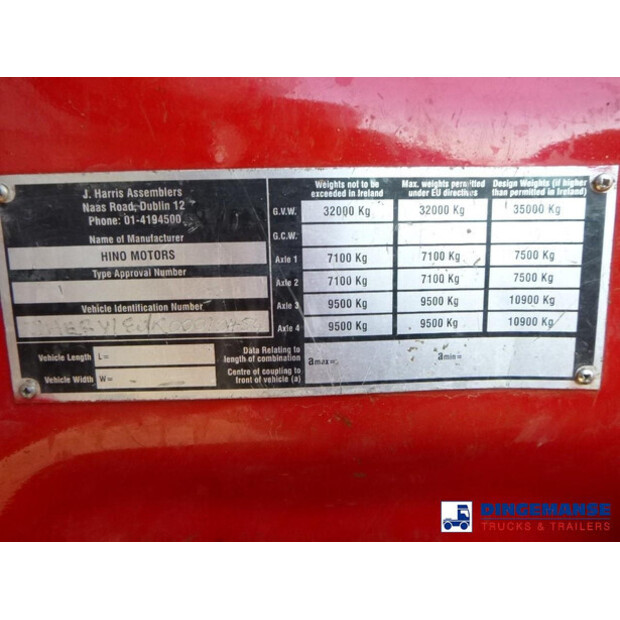 J. Harris Assemblers
Naas Road, Dublin 12
Phone: 01-4194500
Name of Manufacturer
HINO MOTORS
Type Approval Number
Vehicle Identification Number
Vehicle Length L=
Vehicle Width W=
Weights not to be exceeded in Ireland
Max. weights permitted under EU directives
Design Weights (if higher than permitted in Ireland)
G.V.W. 32000 Kg 32000 Kg 35000 Kg
G.C.W.
Axle 1 7100 Kg 7100 Kg 7500 Kg
Axle 2 7100 Kg 7100 Kg 7500 Kg
Axle 3 9500 Kg 9500 Kg 10900 Kg
Axle 4 9500 Kg 9500 Kg 10900 Kg
Data Relating to
length of combination
Centre of coupling to
front of vehicle (a)
amax= amin=
DINGEMANSE
TRUCKS & TRAILERS